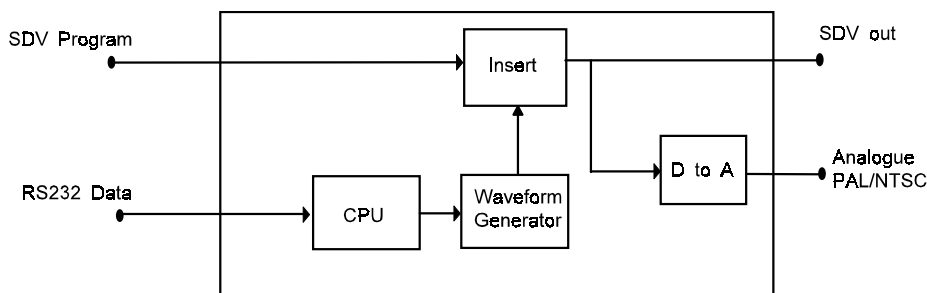 SDV Program
SDV out
Insert
D to A
Analogue
PAL/NTSC
RS232 Data
CPU
Waveform
Generator